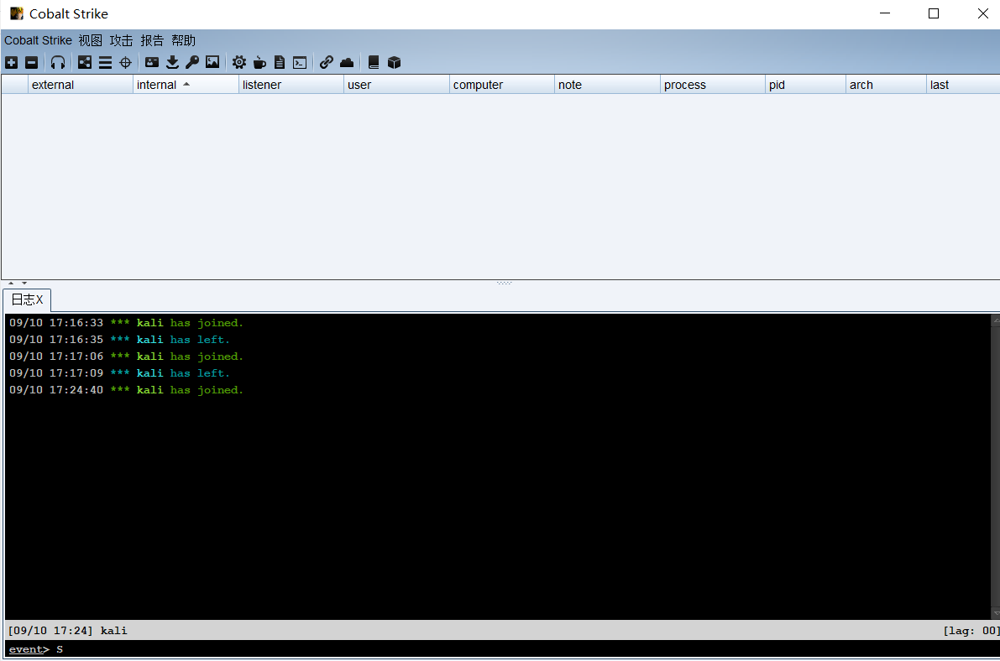 Cobalt Strike
Cobalt Strike 视图 攻击 报告 帮助
external internal listener user computer note process pid arch last
日志X
09/10 17:16:33 *** kali has joined.
09/10 17:16:35 *** kali has left.
09/10 17:17:06 *** kali has joined.
09/10 17:17:09 *** kali has left.
09/10 17:24:40 *** kali has joined.
[09/10 17:24] kali [lag: 00]
event> S